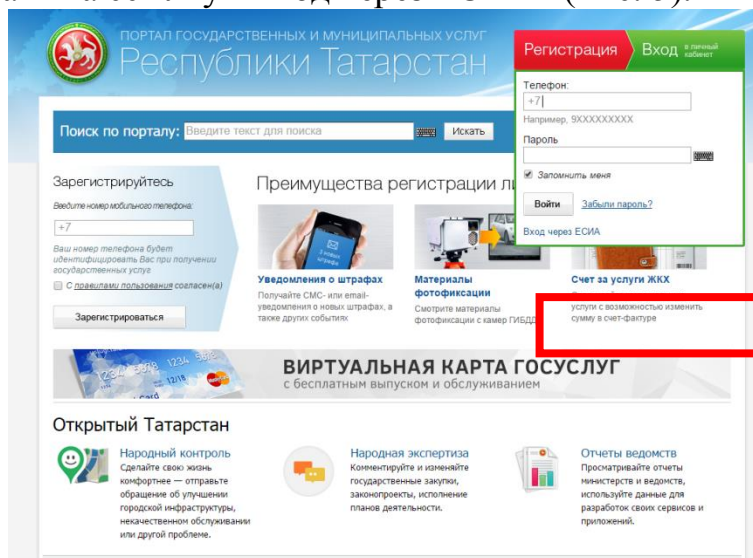 ПОРТАЛ ГОСУДАРСТВЕННЫХ И МУНИЦИПАЛЬНЫХ УСЛУГ
Республики Татарстан
Регистрация
Вход в личный кабинет
Телефон:
+7
Например, 9XXXXXXXXX
Пароль
Запомнить меня
Войти Забыли пароль?
Вход через ЕСИА
Поиск по порталу: Введите текст для поиска Искать
Зарегистрируйтесь
Введите номер мобильного телефона:
+7
Ваш номер телефона будет
идентифицировать Вас при получении
государственных услуг
С правилами пользования согласен(а)
Зарегистрироваться
Преимущества регистрации
Уведомления о штрафах
Получайте СМС- или email-
уведомления о новых штрафах, а
также других событиях
Материалы
фотофиксации
Смотрите материалы
фотофиксации с камер ГИБДД
Счет за услуги ЖКХ
услуги с возможностью изменить
сумму в счет-фактуре
ВИРТУАЛЬНАЯ КАРТА ГОСУСЛУГ
с бесплатным выпуском и обслуживанием
Открытый Татарстан
Народный контроль
Сделайте свою жизнь
комфортнее — отправьте
обращение об улучшении
городской инфраструктуры,
некачественном обслуживании
или другой проблеме.
Народная экспертиза
Комментируйте и изменяйте
государственные закупки,
законопроекты, исполнение
планов деятельности.
Отчеты ведомств
Просматривайте отчеты
министерств и ведомств,
используйте данные для
разработок своих сервисов и
приложений.